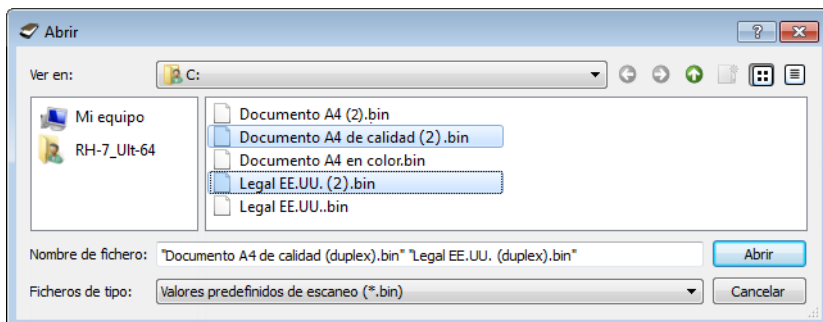 Abrir
Ver en: C:
Mi equipo
RH-7_Ult-64
Documento A4 (2).bin
Documento A4 de calidad (2).bin
Documento A4 en color.bin
Legal EE.UU. (2).bin
Legal EE.UU..bin
Nombre de fichero: "Documento A4 de calidad (duplex).bin" "Legal EE.UU. (duplex).bin" Abrir
Ficheros de tipo: Valores predefinidos de escaneo (*.bin) Cancelar